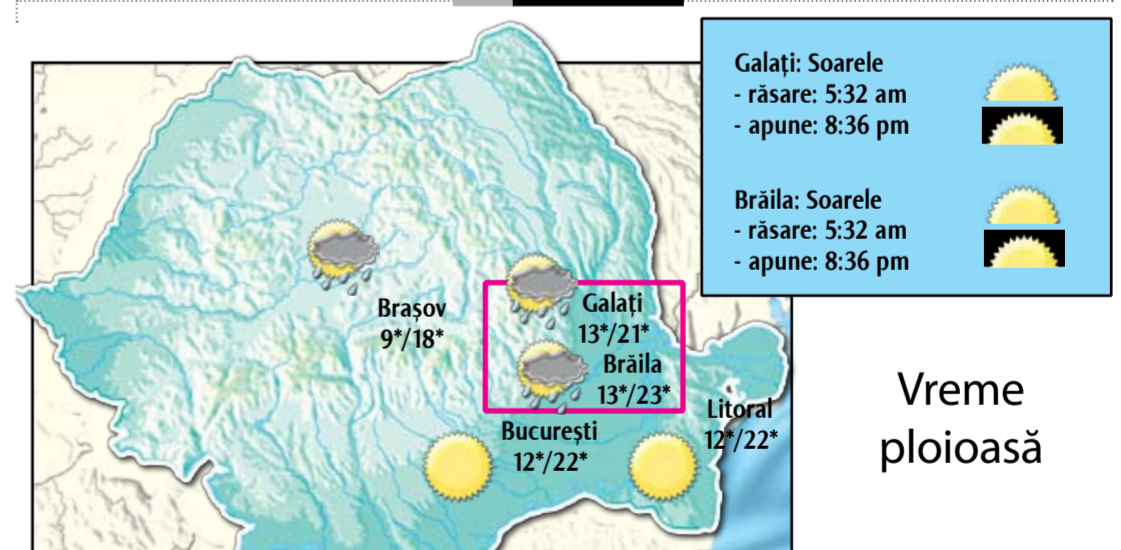 Galați: Soarele
- răsare: 5:32 am
- apune: 8:36 pm
Brăila: Soarele
- răsare: 5:32 am
- apune: 8:36 pm
Brașov
9*/18*
Galați
13*/21*
Brăila
13*/23*
Litoral
12*/22*
București
12*/22*
Vreme
ploioasă